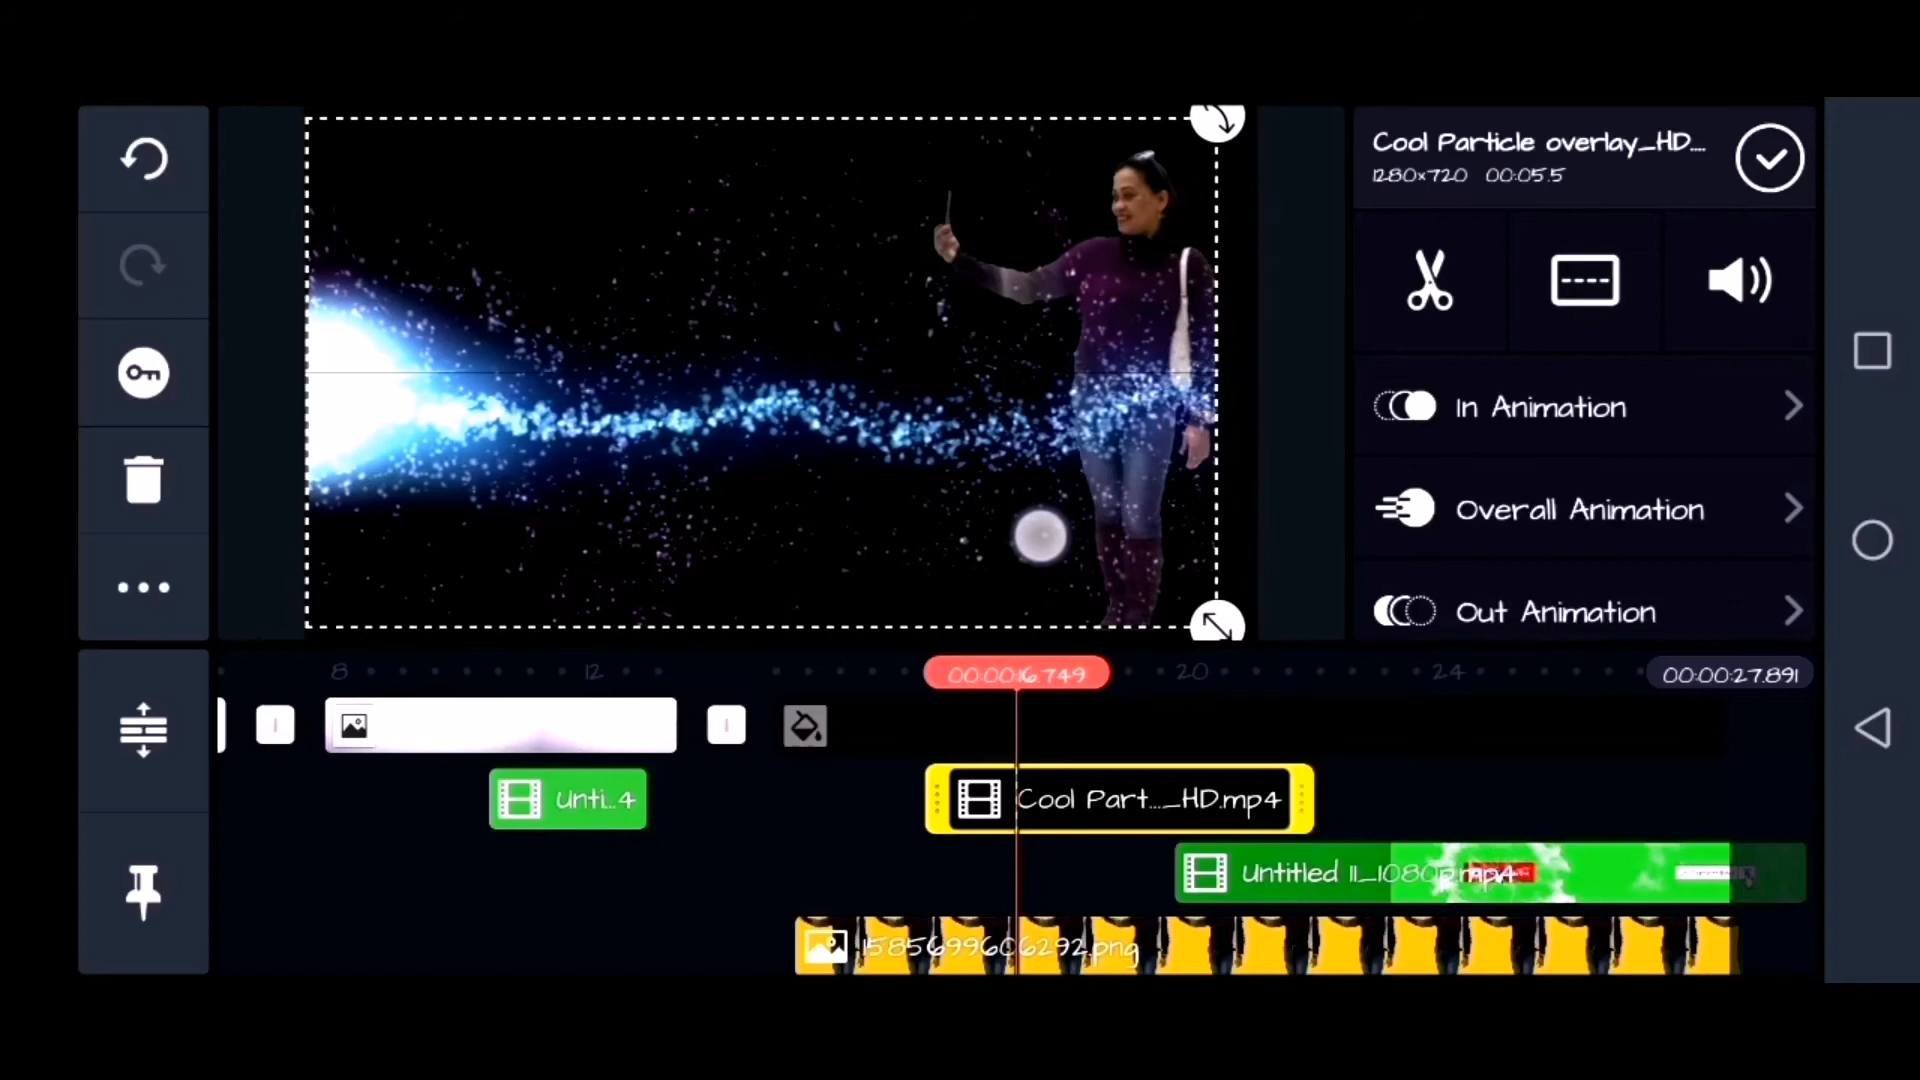 Cool Particle overlay_HD....
1280×720 00:05.5
In Animation
Overall Animation
Out Animation
8
12
00:00:16.749
20
24
00:00:27.891
Unti...4
Cool Part..._HD.mp4
Untitled 11_1080p.mp4
1585699606292.png